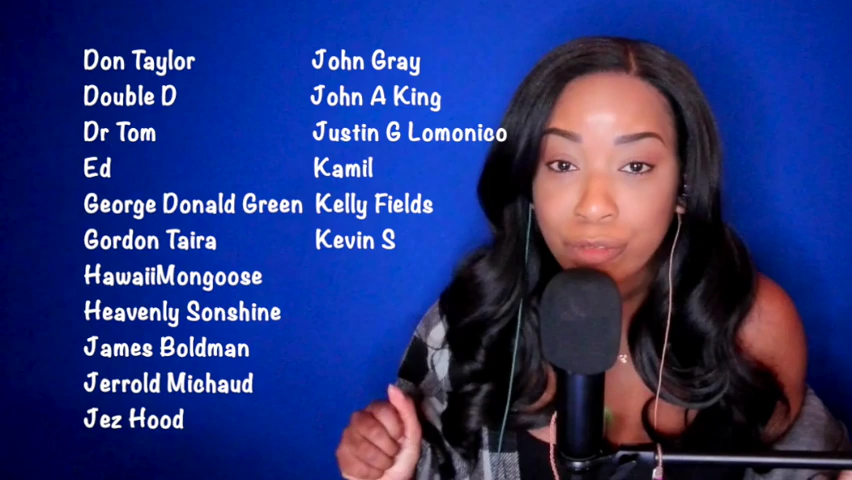 Don Taylor
Double D
Dr Tom
Ed
George Donald Green
Gordon Taira
HawaiiMongoose
Heavenly Sonshine
James Boldman
Jerrold Michaud
Jez Hood
John Gray
John A King
Justin G Lomonico
Kamil
Kelly Fields
Kevin S